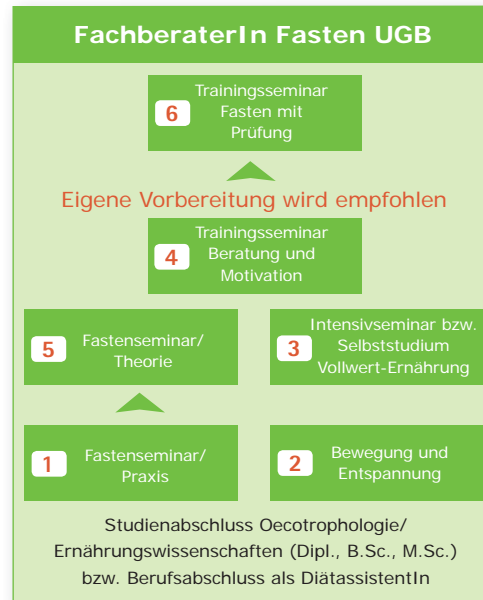 FachberaterIn Fasten UGB
6
Trainingsseminar
Fasten mit
Prüfung
Eigene Vorbereitung wird empfohlen
4
Trainingsseminar
Beratung und
Motivation
5
Fastenseminar/
Theorie
3
Intensivseminar bzw.
Selbststudium
Vollwert-Ernährung
1
Fastenseminar/
Praxis
2
Bewegung und
Entspannung
Studienabschluss Oecotrophologie/
Ernährungswissenschaften (Dipl., B.Sc., M.Sc.)
bzw. Berufsabschluss als DiätassistentIn